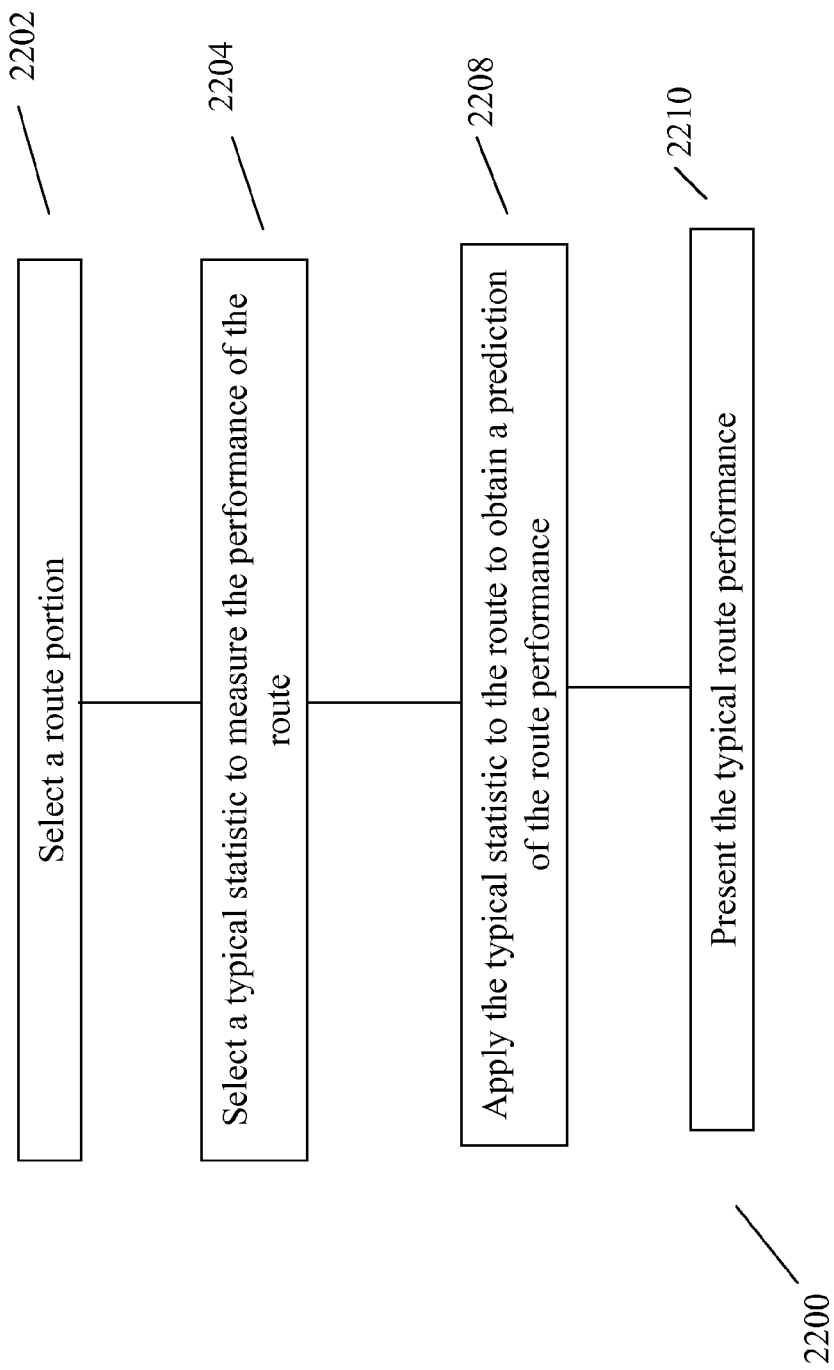 Select a route portion
2202
Select a typical statistic to measure the performance of the
route
2204
Apply the typical statistic to the route to obtain a prediction
of the route performance
2208
Present the typical route performance
2210
2200